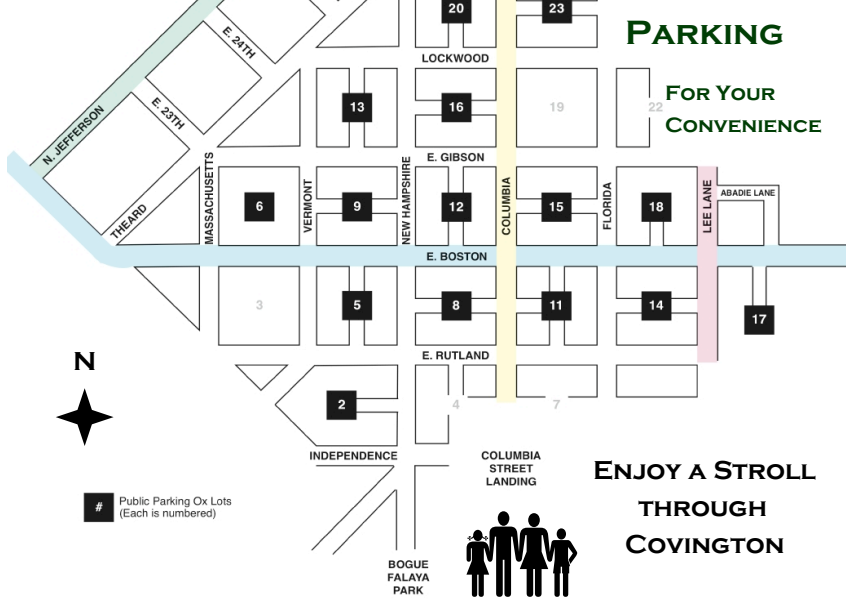 20
23
PARKING
E. 24TH
LOCKWOOD
FOR YOUR
CONVENIENCE
13
16
19
22
E. 23TH
N. JEFFERSON
E. GIBSON
MASSACHUSETTS
VERMONT
NEW HAMPSHIRE
COLUMBIA
FLORIDA
LEE LANE
ABADIE LANE
6
9
12
15
18
THEARD
E. BOSTON
3
5
8
11
14
17
E. RUTLAND
N
2
4
7
INDEPENDENCE
COLUMBIA
STREET
LANDING
ENJOY A STROLL
THROUGH
COVINGTON
# Public Parking Ox Lots
(Each is numbered)
BOGUE
FALAYA
PARK